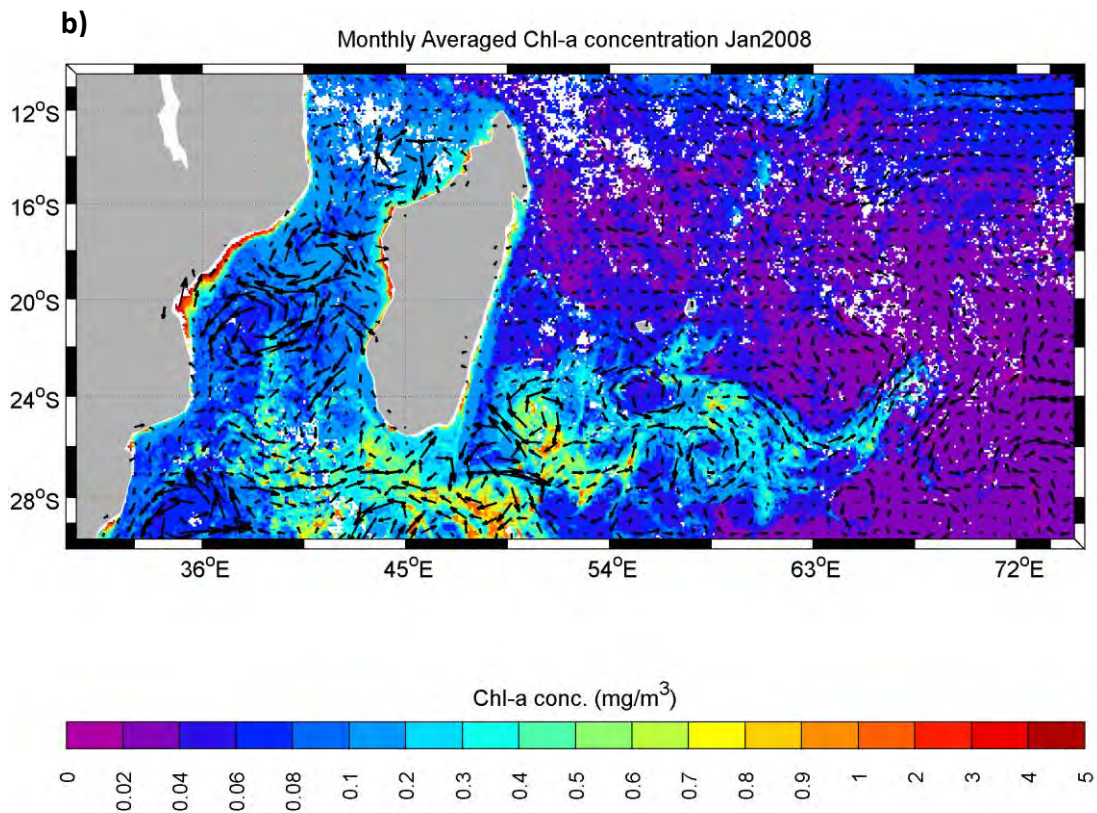 b)
Monthly Averaged Chl-a concentration Jan2008
12°S
16°S
20°S
24°S
28°S
36°E 45°E 54°E 63°E 72°E
Chl-a conc. (mg/m³)
0 0.02 0.04 0.06 0.08 0.1 0.2 0.3 0.4 0.5 0.6 0.7 0.8 0.9 1 2 3 4 5